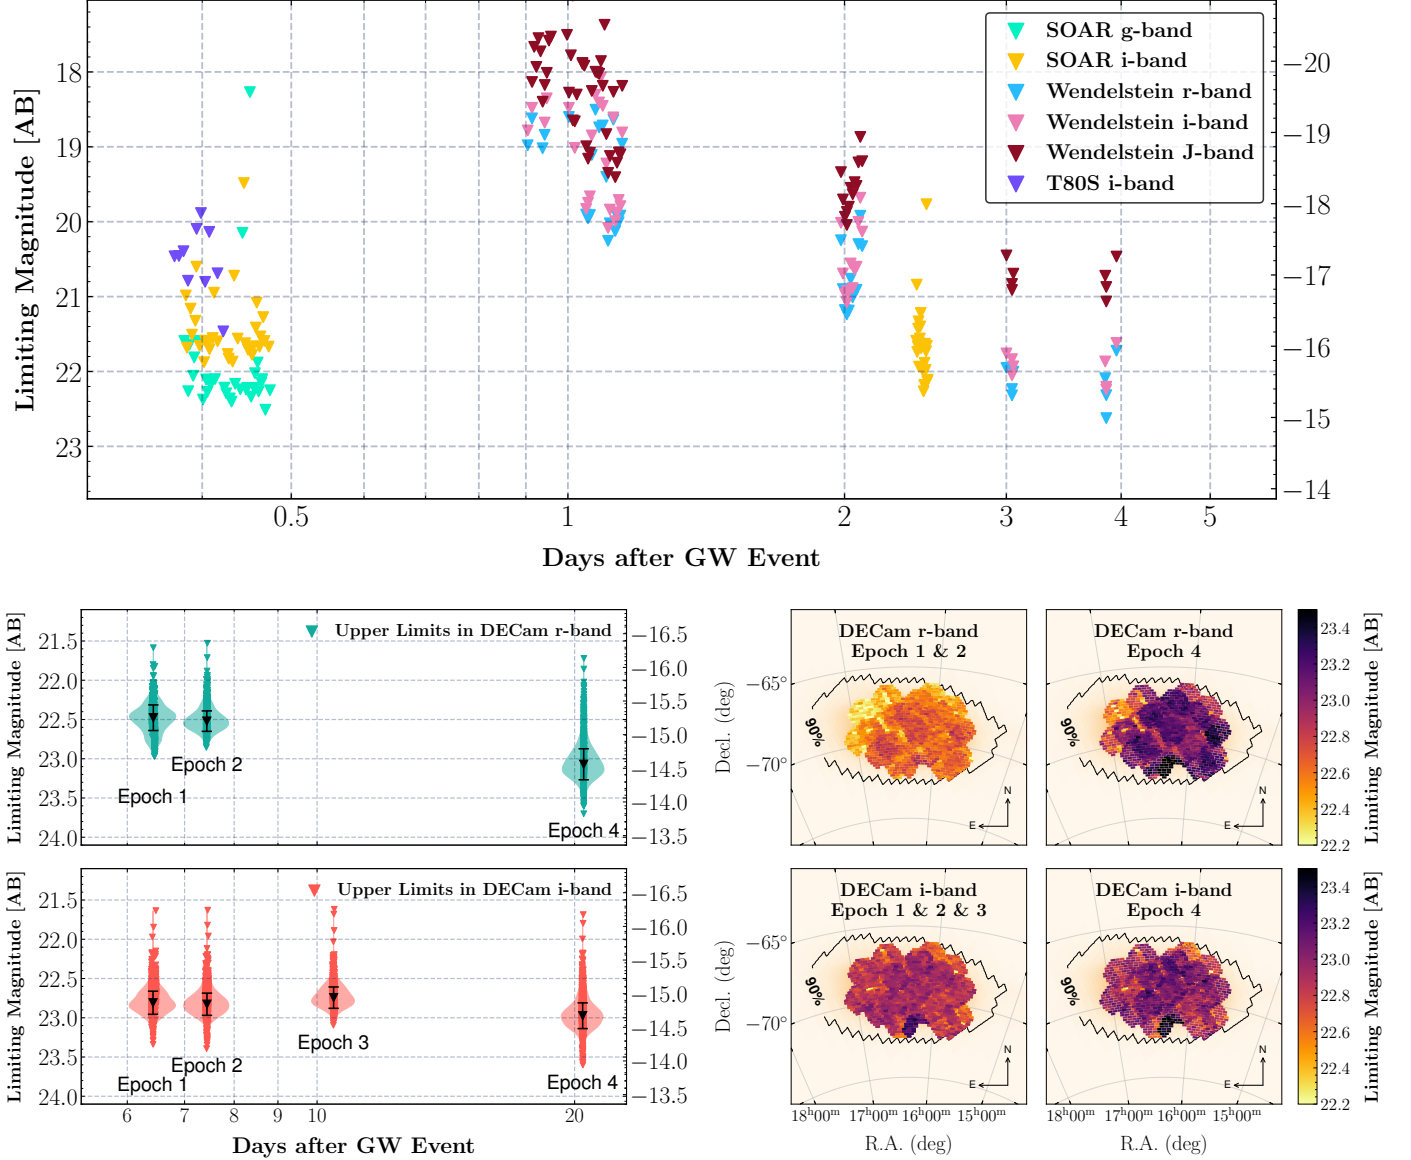 Limiting Magnitude [AB]
18
19
20
21
22
23
−20
−19
−18
−17
−16
−15
−14
SOAR g-band
SOAR i-band
Wendelstein r-band
Wendelstein i-band
Wendelstein J-band
T80S i-band
0.5
1
2
3
4
5
Days after GW Event
Limiting Magnitude [AB]
21.5
22.0
22.5
23.0
23.5
24.0
Upper Limits in DECam r-band
Epoch 1
Epoch 2
Epoch 4
−16.5
−16.0
−15.5
−15.0
−14.5
−14.0
−13.5
Limiting Magnitude [AB]
21.5
22.0
22.5
23.0
23.5
24.0
Upper Limits in DECam i-band
Epoch 1
Epoch 2
Epoch 3
Epoch 4
−16.5
−16.0
−15.5
−15.0
−14.5
−14.0
−13.5
6
7
8
9
10
20
Days after GW Event
Decl. (deg)
−65°
−70°
DECam r-band
Epoch 1 & 2
90%
N
E
DECam r-band
Epoch 4
90%
N
E
23.4
23.2
23.0
22.8
22.6
22.4
22.2
Limiting Magnitude [AB]
Decl. (deg)
−65°
−70°
DECam i-band
Epoch 1 & 2 & 3
90%
N
E
DECam i-band
Epoch 4
90%
N
E
23.4
23.2
23.0
22.8
22.6
22.4
22.2
Limiting Magnitude [AB]
18ʰ00ᵐ
17ʰ00ᵐ
16ʰ00ᵐ
15ʰ00ᵐ
18ʰ00ᵐ
17ʰ00ᵐ
16ʰ00ᵐ
15ʰ00ᵐ
R.A. (deg)
R.A. (deg)